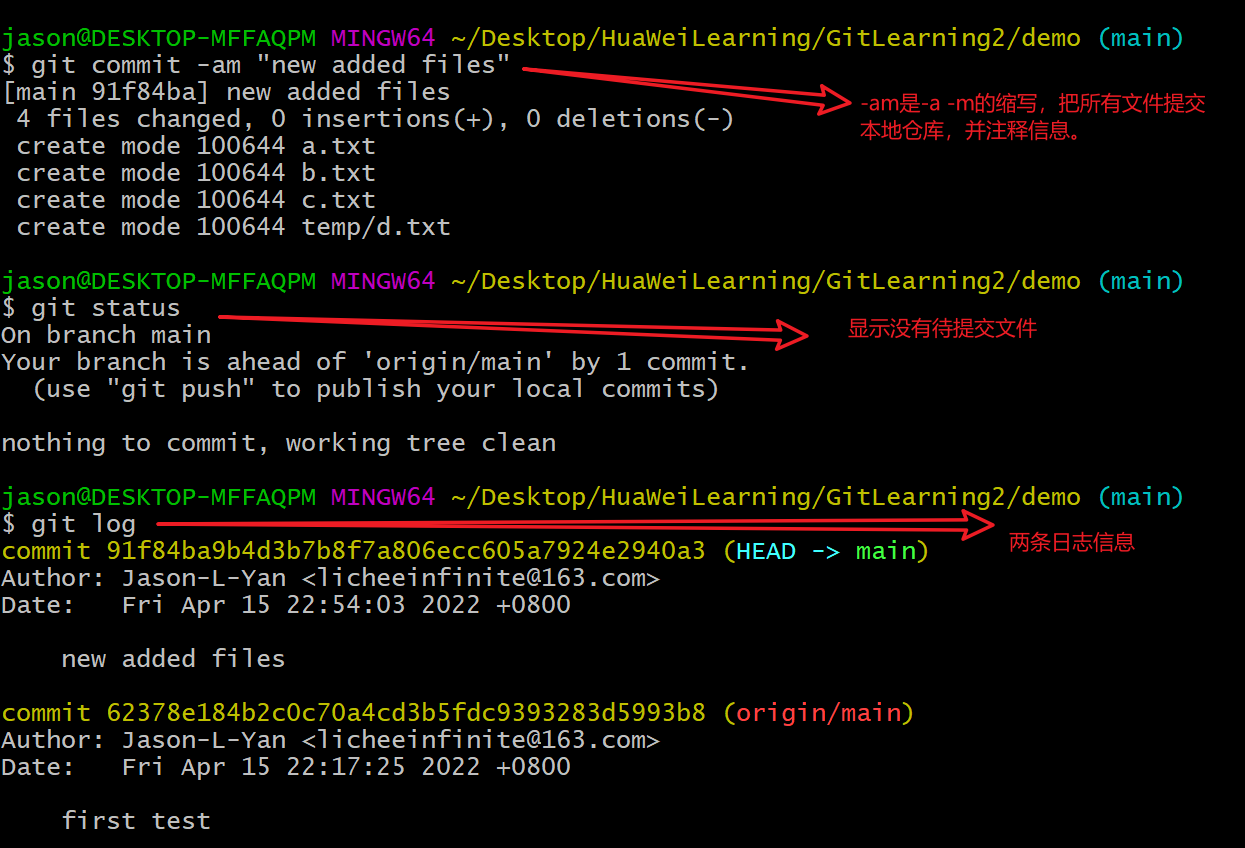 jason@DESKTOP-MFFAQPM MINGW64 ~/Desktop/HuaWeiLearning/GitLearning2/demo (main)
$ git commit -am "new added files"
[main 91f84ba] new added files
-am是-a -m的缩写，把所有文件提交
本地仓库，并注释信息。
4 files changed, 0 insertions(+), 0 deletions(-)
create mode 100644 a.txt
create mode 100644 b.txt
create mode 100644 c.txt
create mode 100644 temp/d.txt
jason@DESKTOP-MFFAQPM MINGW64 ~/Desktop/HuaWeiLearning/GitLearning2/demo (main)
$ git status
显示没有待提交文件
On branch main
Your branch is ahead of 'origin/main' by 1 commit.
(use "git push" to publish your local commits)
nothing to commit, working tree clean
jason@DESKTOP-MFFAQPM MINGW64 ~/Desktop/HuaWeiLearning/GitLearning2/demo (main)
$ git log
两条日志信息
commit 91f84ba9b4d3b7b8f7a806ecc605a7924e2940a3 (HEAD -> main)
Author: Jason-L-Yan <licheeinfinite@163.com>
Date:   Fri Apr 15 22:54:03 2022 +0800
new added files
commit 62378e184b2c0c70a4cd3b5fdc9393283d5993b8 (origin/main)
Author: Jason-L-Yan <licheeinfinite@163.com>
Date:   Fri Apr 15 22:17:25 2022 +0800
first test